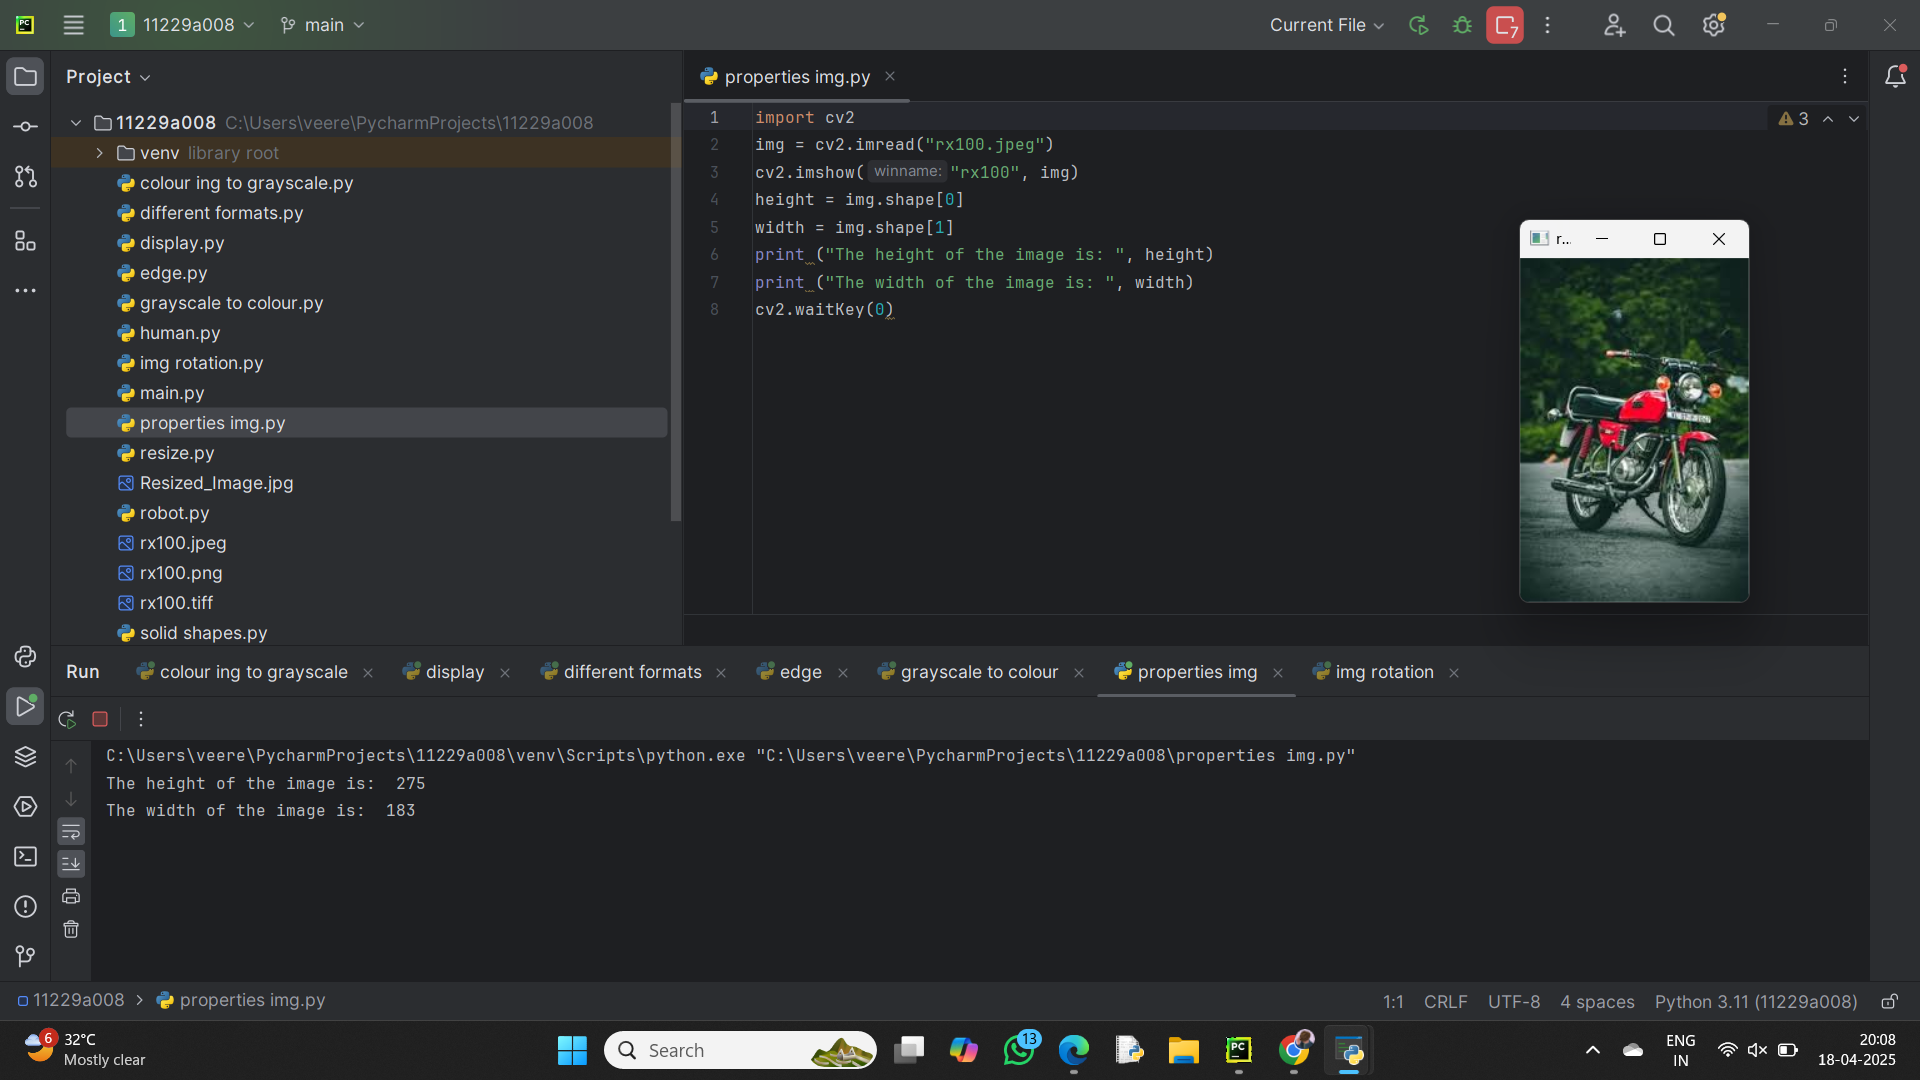 PC
1 11229a008
main
Current File
7
Project
11229a008 C:\Users\veere\PycharmProjects\11229a008
venv library root
colour ing to grayscale.py
different formats.py
display.py
edge.py
grayscale to colour.py
human.py
img rotation.py
main.py
properties img.py
resize.py
Resized_Image.jpg
robot.py
rx100.jpeg
rx100.png
rx100.tiff
solid shapes.py
properties img.py
3
1 import cv2
2 img = cv2.imread("rx100.jpeg")
3 cv2.imshow( winname: "rx100", img)
4 height = img.shape[0]
5 width = img.shape[1]
6 print ("The height of the image is: ", height)
7 print ("The width of the image is: ", width)
8 cv2.waitKey(0)
r...
Run
colour ing to grayscale
display
different formats
edge
grayscale to colour
properties img
img rotation
C:\Users\veere\PycharmProjects\11229a008\venv\Scripts\python.exe "C:\Users\veere\PycharmProjects\11229a008\properties img.py"
The height of the image is:  275
The width of the image is:  183
11229a008 > properties img.py
1:1 CRLF UTF-8 4 spaces Python 3.11 (11229a008)
6
32°C
Mostly clear
Search
13
PC
ENG
IN
20:08
18-04-2025